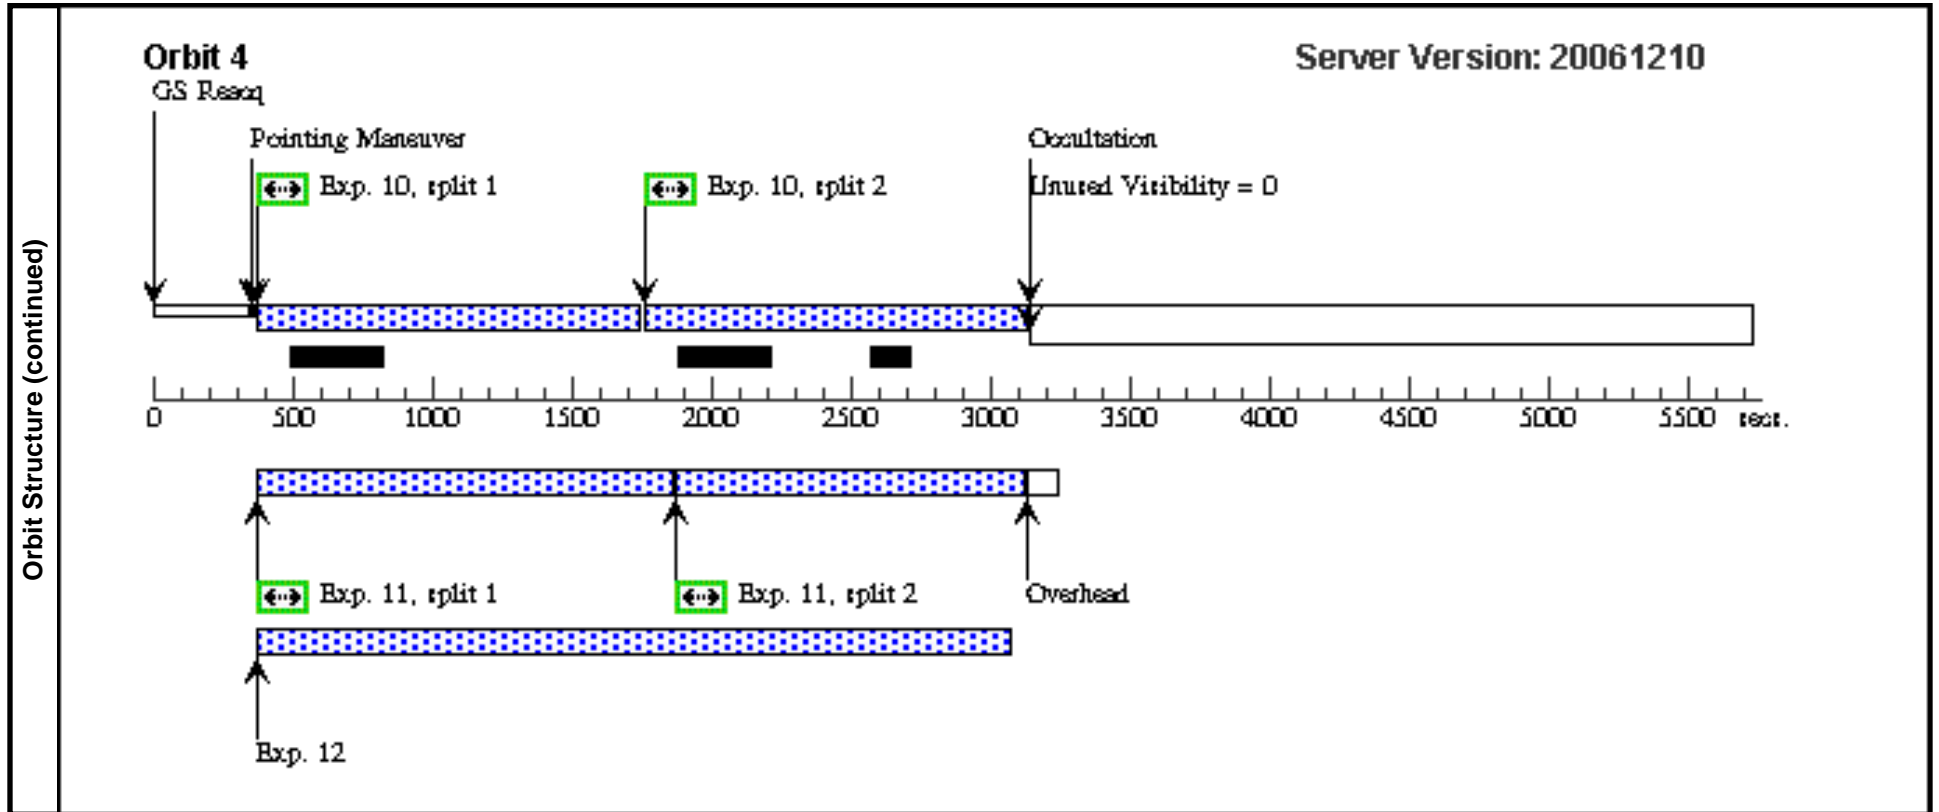 Orbit Structure (continued)
Orbit 4
Server Version: 20061210
GS Reacq
Pointing Maneuver
Occultation
Exp. 10, split 1
Exp. 10, split 2
Unused Visibility = 0
0 500 1000 1500 2000 2500 3000 3500 4000 4500 5000 5500 secs.
Exp. 11, split 1
Exp. 11, split 2
Overhead
Exp. 12